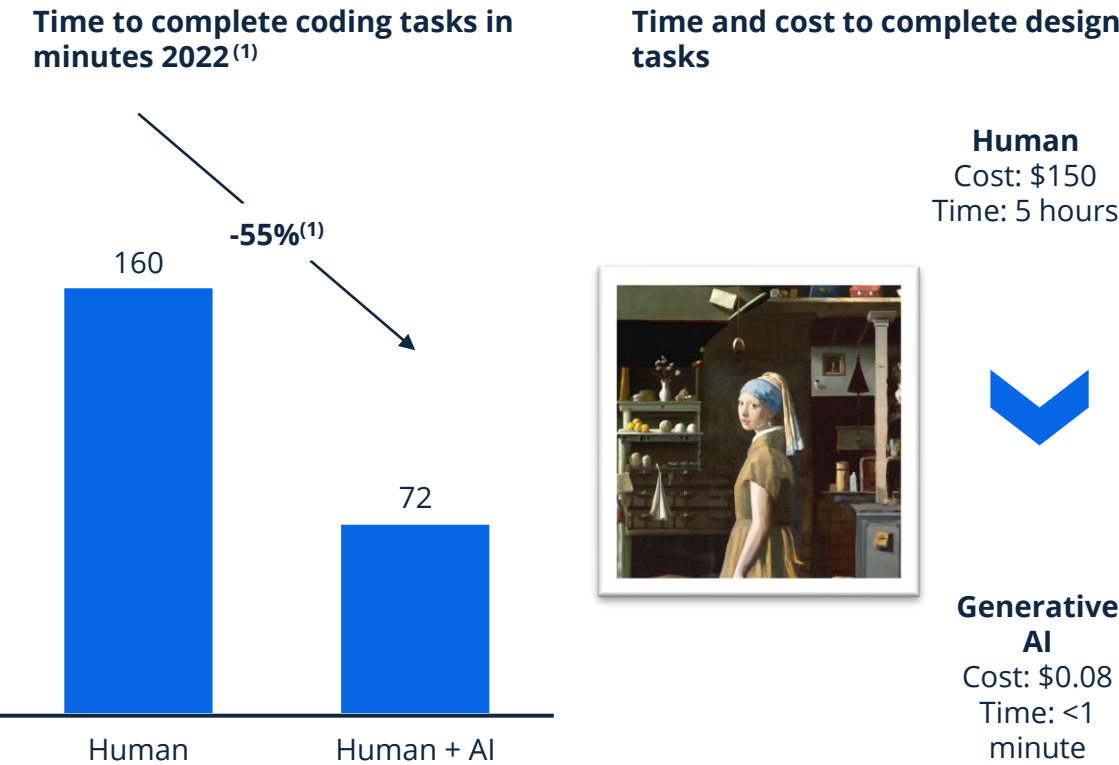 Time to complete coding tasks in
minutes 2022 (1)
-55%(1)
160
72
Human
Human + AI
Time and cost to complete design
tasks
Human
Cost: $150
Time: 5 hours
Generative
AI
Cost: $0.08
Time: <1
minute